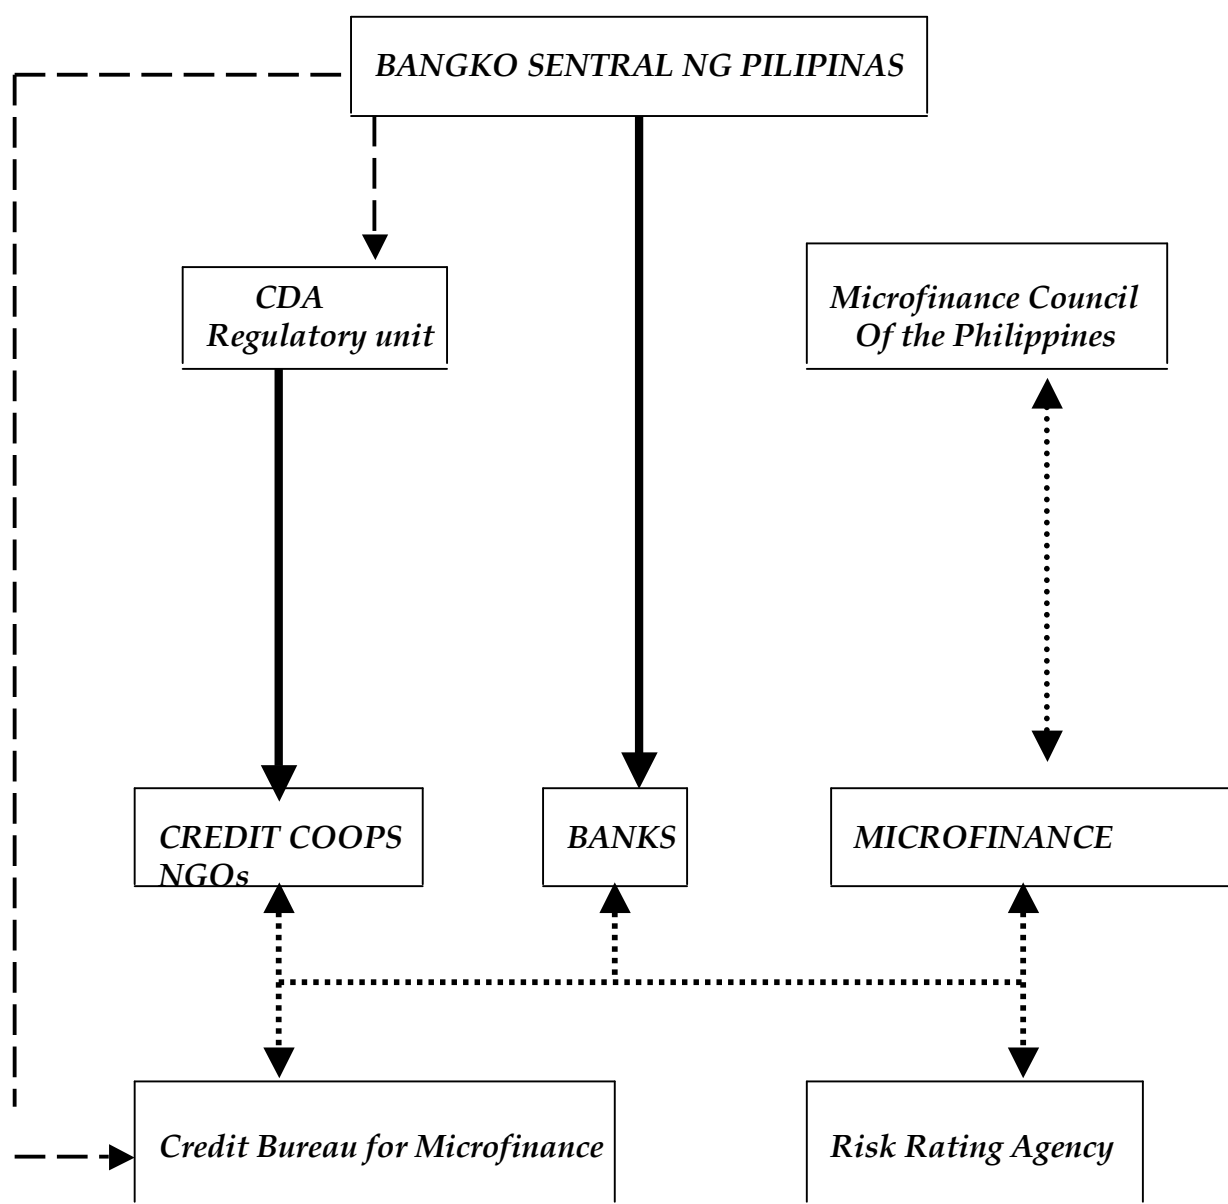 BANGKO SENTRAL NG PILIPINAS
CDA
Regulatory unit
Microfinance Council
Of the Philippines
CREDIT COOPS
NGOs
BANKS
MICROFINANCE
Credit Bureau for Microfinance
Risk Rating Agency